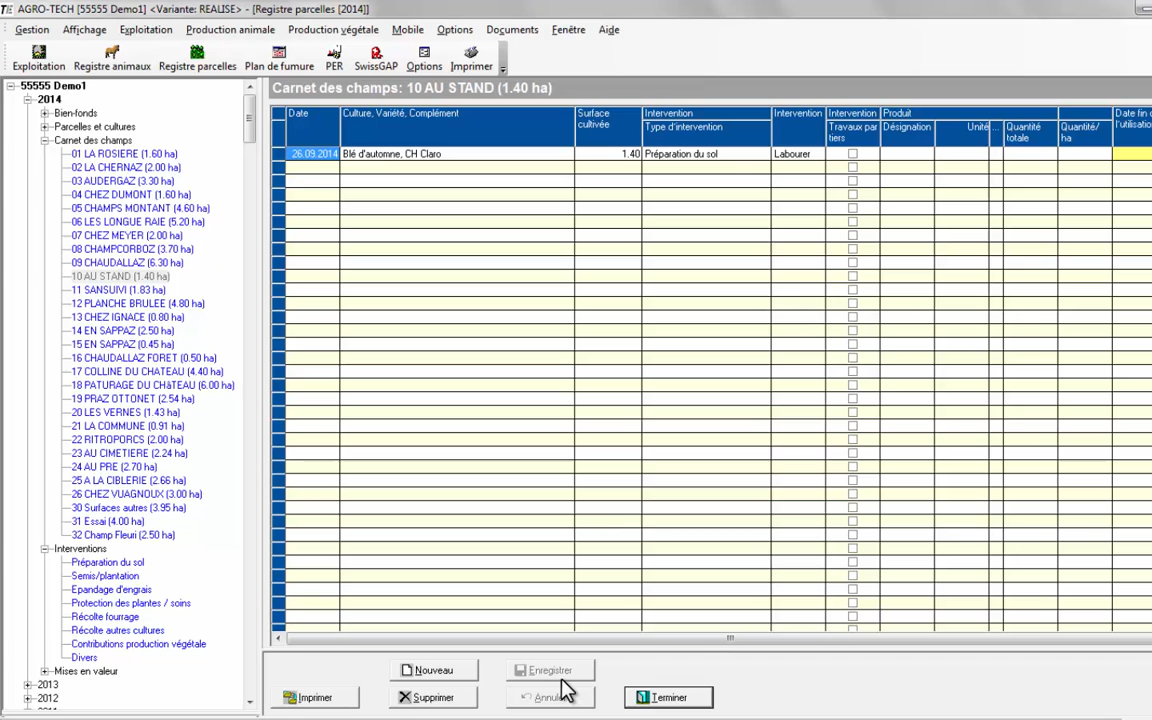 AGRO-TECH [55555 Demo1] <Variante: REALISE> - [Registre parcelles [2014]]
Gestion Affichage Exploitation Production animale Production végétale Mobile Options Documents Fenêtre Aide
Exploitation Registre animaux Registre parcelles Plan de fumure PER SwissGAP Options Imprimer
55555 Demo1
2014
Bien-fonds
Parcelles et cultures
Carnet des champs
01 LA ROSIERE (1.60 ha)
02 LA CHERNAZ (2.00 ha)
03 AUDERGAZ (3.30 ha)
04 CHEZ DUMONT (1.60 ha)
05 CHAMPS MONTANT (4.60 ha)
06 LES LONGUE RAIE (5.20 ha)
07 CHEZ MEYER (2.00 ha)
08 CHAMPCORBOZ (3.70 ha)
09 CHAUDALLAZ (6.30 ha)
10 AU STAND (1.40 ha)
11 SANSUIVI (1.83 ha)
12 PLANCHE BRULEE (4.80 ha)
13 CHEZ IGNACE (0.80 ha)
14 EN SAPPAZ (2.50 ha)
15 EN SAPPAZ (0.45 ha)
16 CHAUDALLAZ FORET (0.50 ha)
17 COLLINE DU CHATEAU (4.40 ha)
18 PATURAGE DU CHâTEAU (6.00 ha)
19 PRAZ OTTONET (2.54 ha)
20 LES VERNES (1.43 ha)
21 LA COMMUNE (0.91 ha)
22 RITROPORCS (2.00 ha)
23 AU CIMETIERE (2.24 ha)
24 AU PRE (2.70 ha)
25 A LA CIBLERIE (2.66 ha)
26 CHEZ VUAGNOUX (3.00 ha)
30 Surfaces autres (3.95 ha)
31 Essai (4.00 ha)
32 Champ Fleuri (2.50 ha)
Interventions
Préparation du sol
Semis/plantation
Epandage d'engrais
Protection des plantes / soins
Récolte fourrage
Récolte autres cultures
Contributions production végétale
Divers
Mises en valeur
2013
2012
Carnet des champs: 10 AU STAND (1.40 ha)
Date Culture, Variété, Complément Surface cultivée Intervention Intervention Intervention Produit Date fin
Type d'intervention Travaux par tiers Désignation Unité ... Quantité totale Quantité/ ha l'utilisatio
26.09.2014 Blé d'automne, CH Claro 1.40 Préparation du sol Labourer
Nouveau Enregistrer
Imprimer Supprimer Annule Terminer